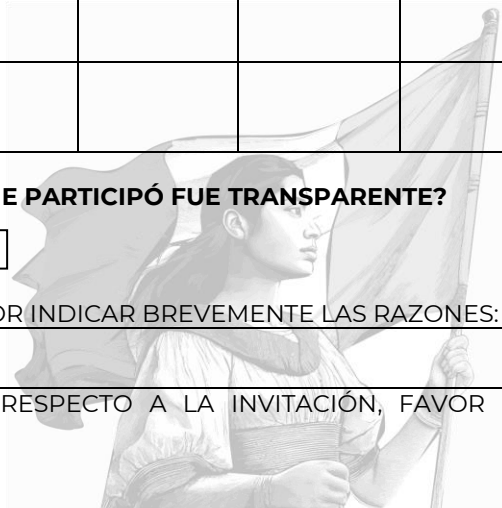 E PARTICIPÓ FUE TRANSPARENTE?
OR INDICAR BREVEMENTE LAS RAZONES:
RESPECTO A LA INVITACIÓN, FAVOR